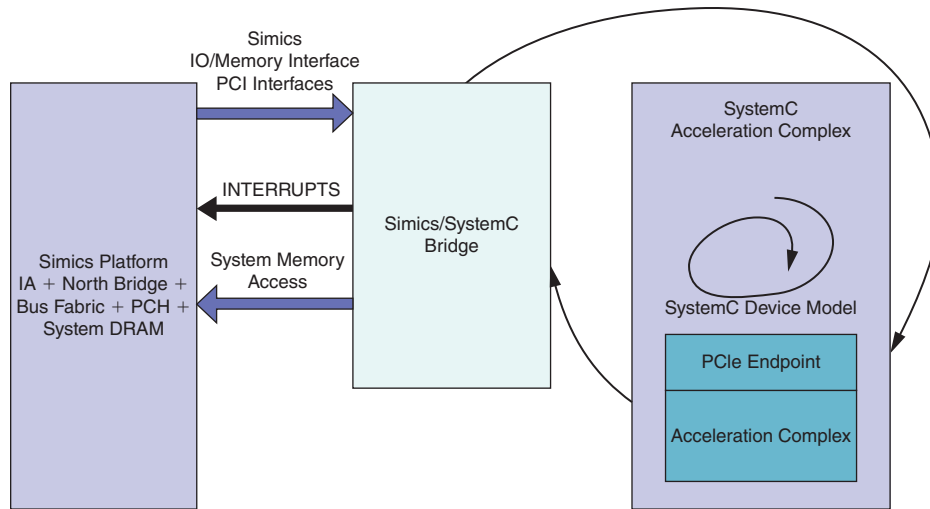 Simics
IO/Memory Interface
PCI Interfaces
INTERRUPTS
System Memory
Access
Simics Platform
IA + North Bridge +
Bus Fabric + PCH +
System DRAM
Simics/SystemC
Bridge
SystemC
Acceleration Complex
SystemC Device Model
PCIe Endpoint
Acceleration Complex